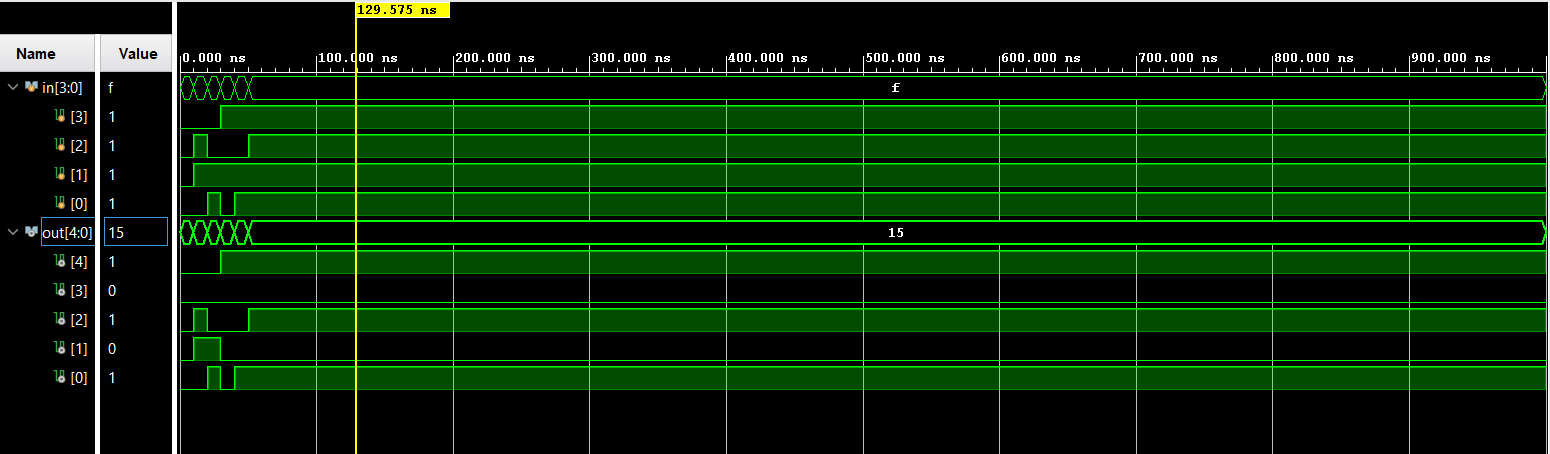 129.575 ns
Name Value 0.000 ns 100.000 ns 200.000 ns 300.000 ns 400.000 ns 500.000 ns 600.000 ns 700.000 ns 800.000 ns 900.000 ns
in[3:0] f f
[3] 1
[2] 1
[1] 1
[0] 1
out[4:0] 15 15
[4] 1
[3] 0
[2] 1
[1] 0
[0] 1